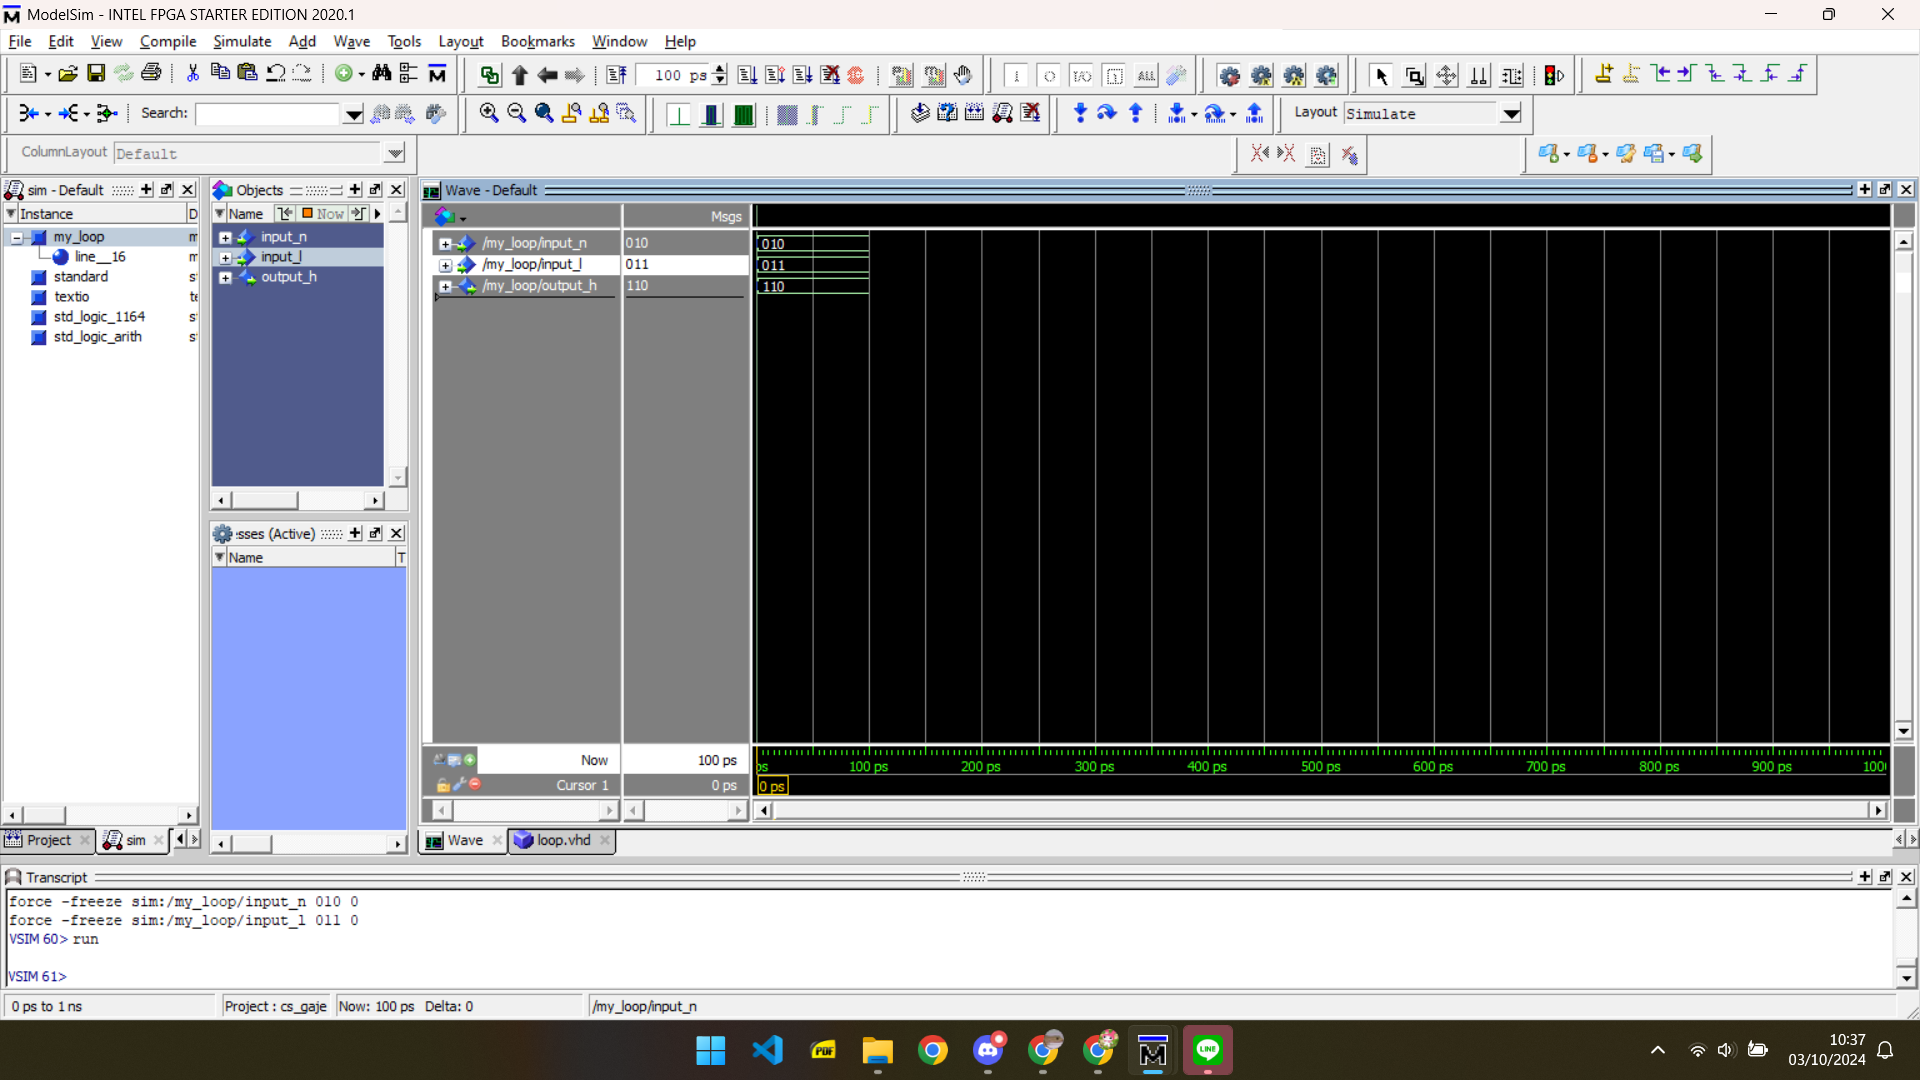 ModelSim - INTEL FPGA STARTER EDITION 2020.1
File Edit View Compile Simulate Add Wave Tools Layout Bookmarks Window Help
100 ps
ALL
Search:
Layout Simulate
ColumnLayout Default
sim - Default
Instance D
my_loop
line__16
standard
textio
std_logic_1164
std_logic_arith
Project
sim
Objects
Name Now
input_n
input_l
output_h
sses (Active)
Name T
Wave - Default
Msgs
/my_loop/input_n 010 010
/my_loop/input_l 011 011
/my_loop/output_h 110 110
Now 100 ps
ps 100 ps 200 ps 300 ps 400 ps 500 ps 600 ps 700 ps 800 ps 900 ps 1000
Cursor 1 0 ps 0 ps
Wave
loop.vhd
Transcript
force -freeze sim:/my_loop/input_n 010 0
force -freeze sim:/my_loop/input_l 011 0
VSIM 60> run
VSIM 61>
0 ps to 1 ns Project : cs_gaje Now: 100 ps Delta: 0 /my_loop/input_n
PDF
LINE
10:37
03/10/2024